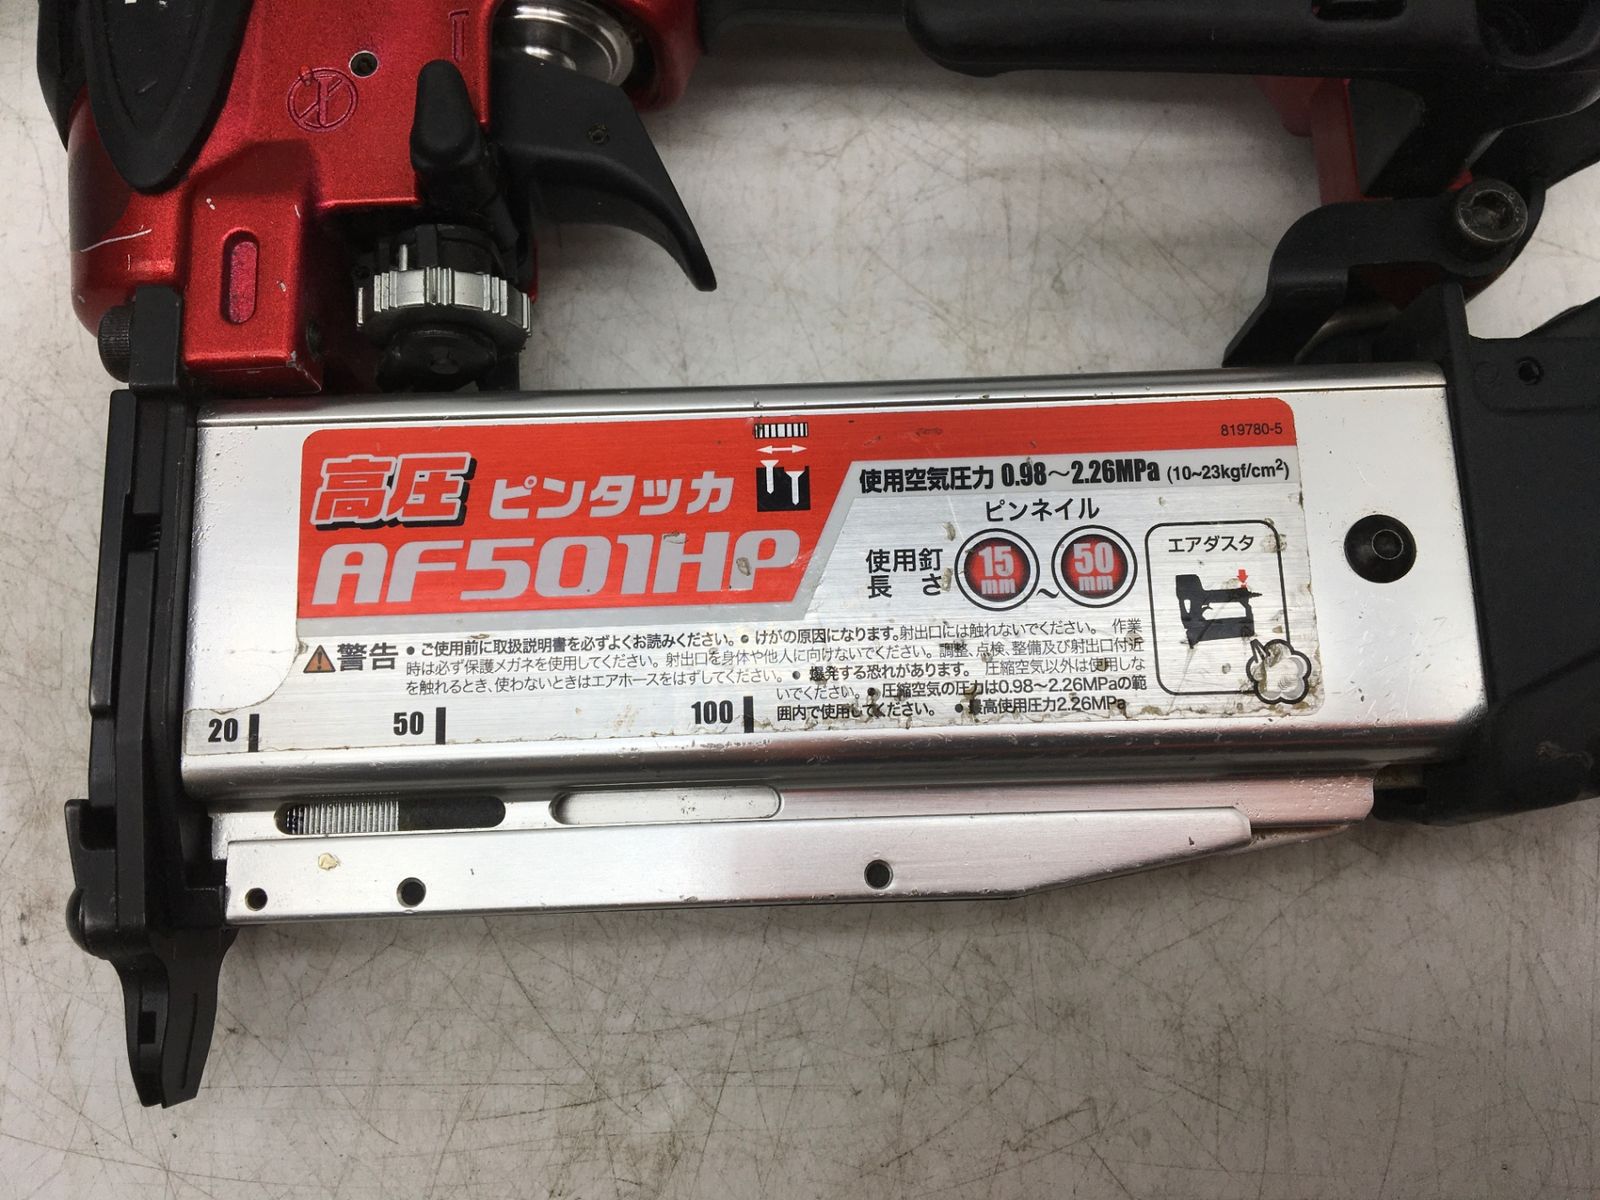 819780-5
高圧 ピンタッカ
AF501HP
使用空気圧力 0.98～2.26MPa (10~23kgf/cm²)
ピンネイル
使用釘長さ 15mm ～ 50mm
エアダスタ
警告 ● ご使用前に取扱説明書を必ずよくお読みください。● けがの原因になります。射出口には触れないでください。 作業
時は必ず保護メガネを使用してください。射出口を身体や他人に向けないでください。調整、点検、整備及び射出口付近
を触れるとき、使わないときはエアホースをはずしてください。● 爆発する恐れがあります。 圧縮空気以外は使用しな
いでください。● 圧縮空気の圧力は0.98～2.26MPaの範
囲内で使用してください。 ● 最高使用圧力2.26MPa
20 50 100